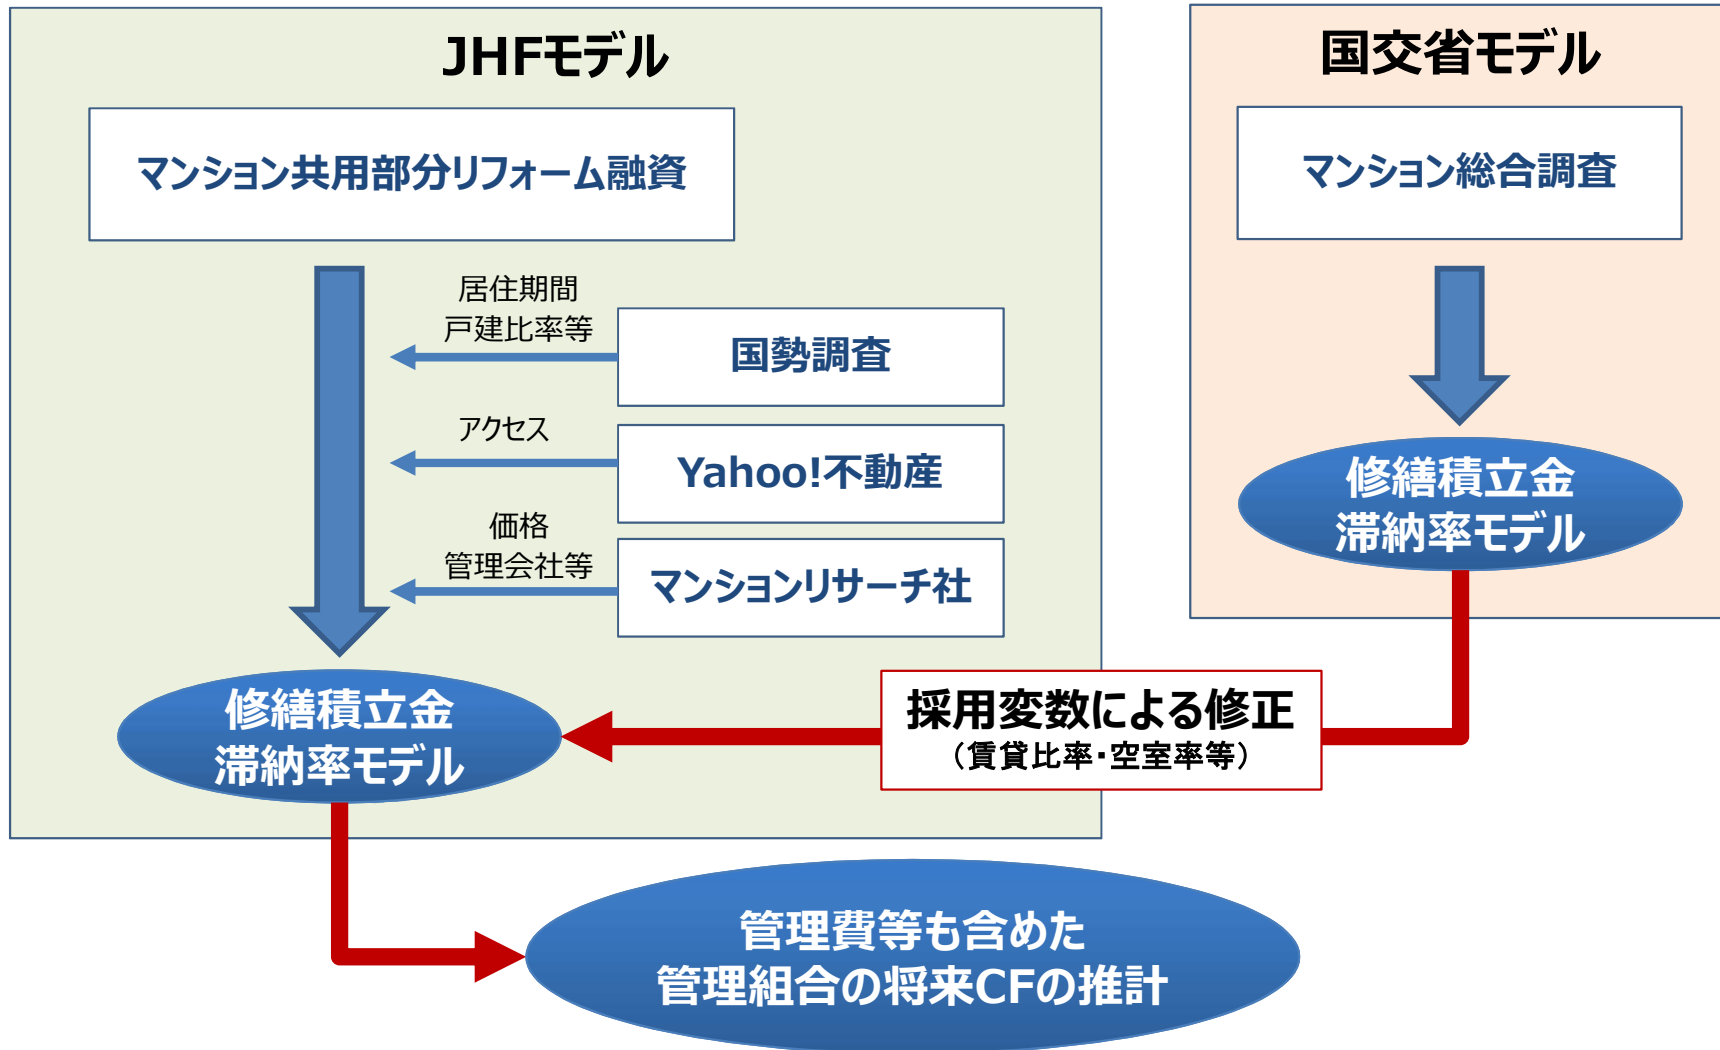 JHFモデル
マンション共用部分リフォーム融資
居住期間
戸建比率等
国勢調査
アクセス
Yahoo!不動産
価格
管理会社等
マンションリサーチ社
修繕積立金
滞納率モデル
国交省モデル
マンション総合調査
修繕積立金
滞納率モデル
採用変数による修正
（賃貸比率・空室率等）
管理費等も含めた
管理組合の将来CFの推計